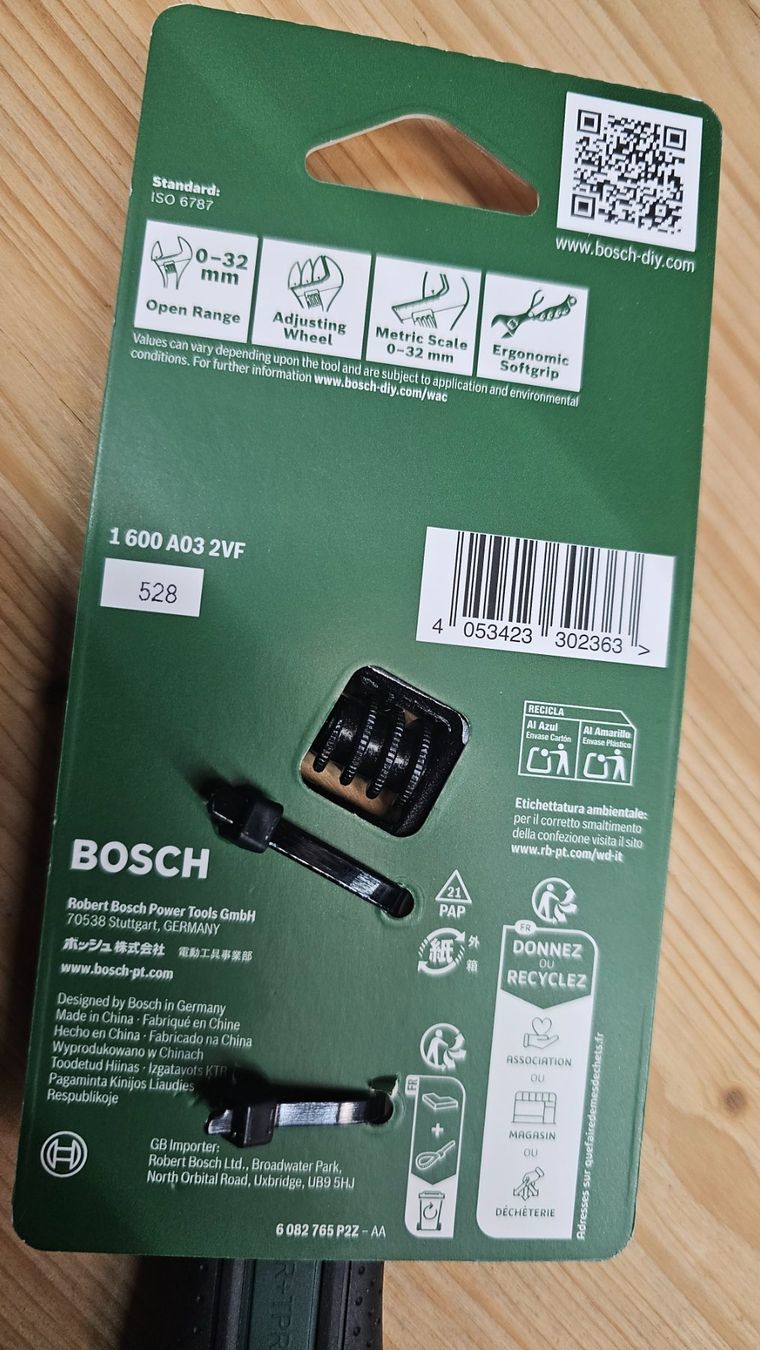 Standard:
ISO 6787
www.bosch-diy.com
0–32
mm
Open Range
Adjusting
Wheel
Metric Scale
0–32 mm
Ergonomic
Softgrip
Values can vary depending upon the tool and are subject to application and environmental
conditions. For further information www.bosch-diy.com/wac
1 600 A03 2VF
528
4 053423 302363 >
RECICLA
Al Azul
Envase Cartón
Al Amarillo
Envase Plástico
Etichettatura ambientale:
per il corretto smaltimento
della confezione visita il sito
www.rb-pt.com/wd-it
BOSCH
Robert Bosch Power Tools GmbH
70538 Stuttgart, GERMANY
ボッシュ株式会社 電動工具事業部
www.bosch-pt.com
Designed by Bosch in Germany
Made in China · Fabriqué en Chine
Hecho en China · Fabricado na China
Wyprodukowano w Chinach
Toodetud Hiinas · Izgatavots ĶTR
Pagaminta Kinijos Liaudies
Respublikoje
GB Importer:
Robert Bosch Ltd., Broadwater Park,
North Orbital Road, Uxbridge, UB9 5HJ
6 082 765 P2Z – AA
21
PAP
紙
外
箱
FR
+
FR
DONNEZ
OU
RECYCLEZ
ASSOCIATION
OU
MAGASIN
OU
DÉCHÈTERIE
Adresses sur quefairedemesdechets.fr